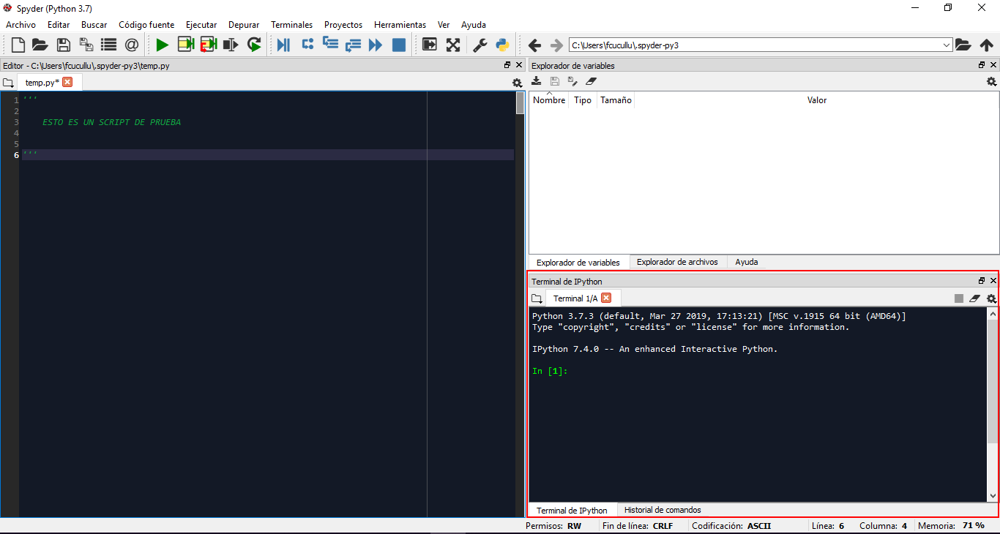 Spyder (Python 3.7)
Archivo Editar Buscar Código fuente Ejecutar Depurar Terminales Proyectos Herramientas Ver Ayuda
C:\Users\fcucullu\.spyder-py3
Editor - C:\Users\fcucullu\.spyder-py3\temp.py
temp.py*
1 '''
2
3 ESTO ES UN SCRIPT DE PRUEBA
4
5
6 '''
Explorador de variables
Nombre Tipo Tamaño Valor
Explorador de variables Explorador de archivos Ayuda
Terminal de IPython
Terminal 1/A
Python 3.7.3 (default, Mar 27 2019, 17:13:21) [MSC v.1915 64 bit (AMD64)]
Type "copyright", "credits" or "license" for more information.
IPython 7.4.0 -- An enhanced Interactive Python.
In [1]:
Terminal de IPython Historial de comandos
Permisos: RW Fin de línea: CRLF Codificación: ASCII Línea: 6 Columna: 4 Memoria: 71 %